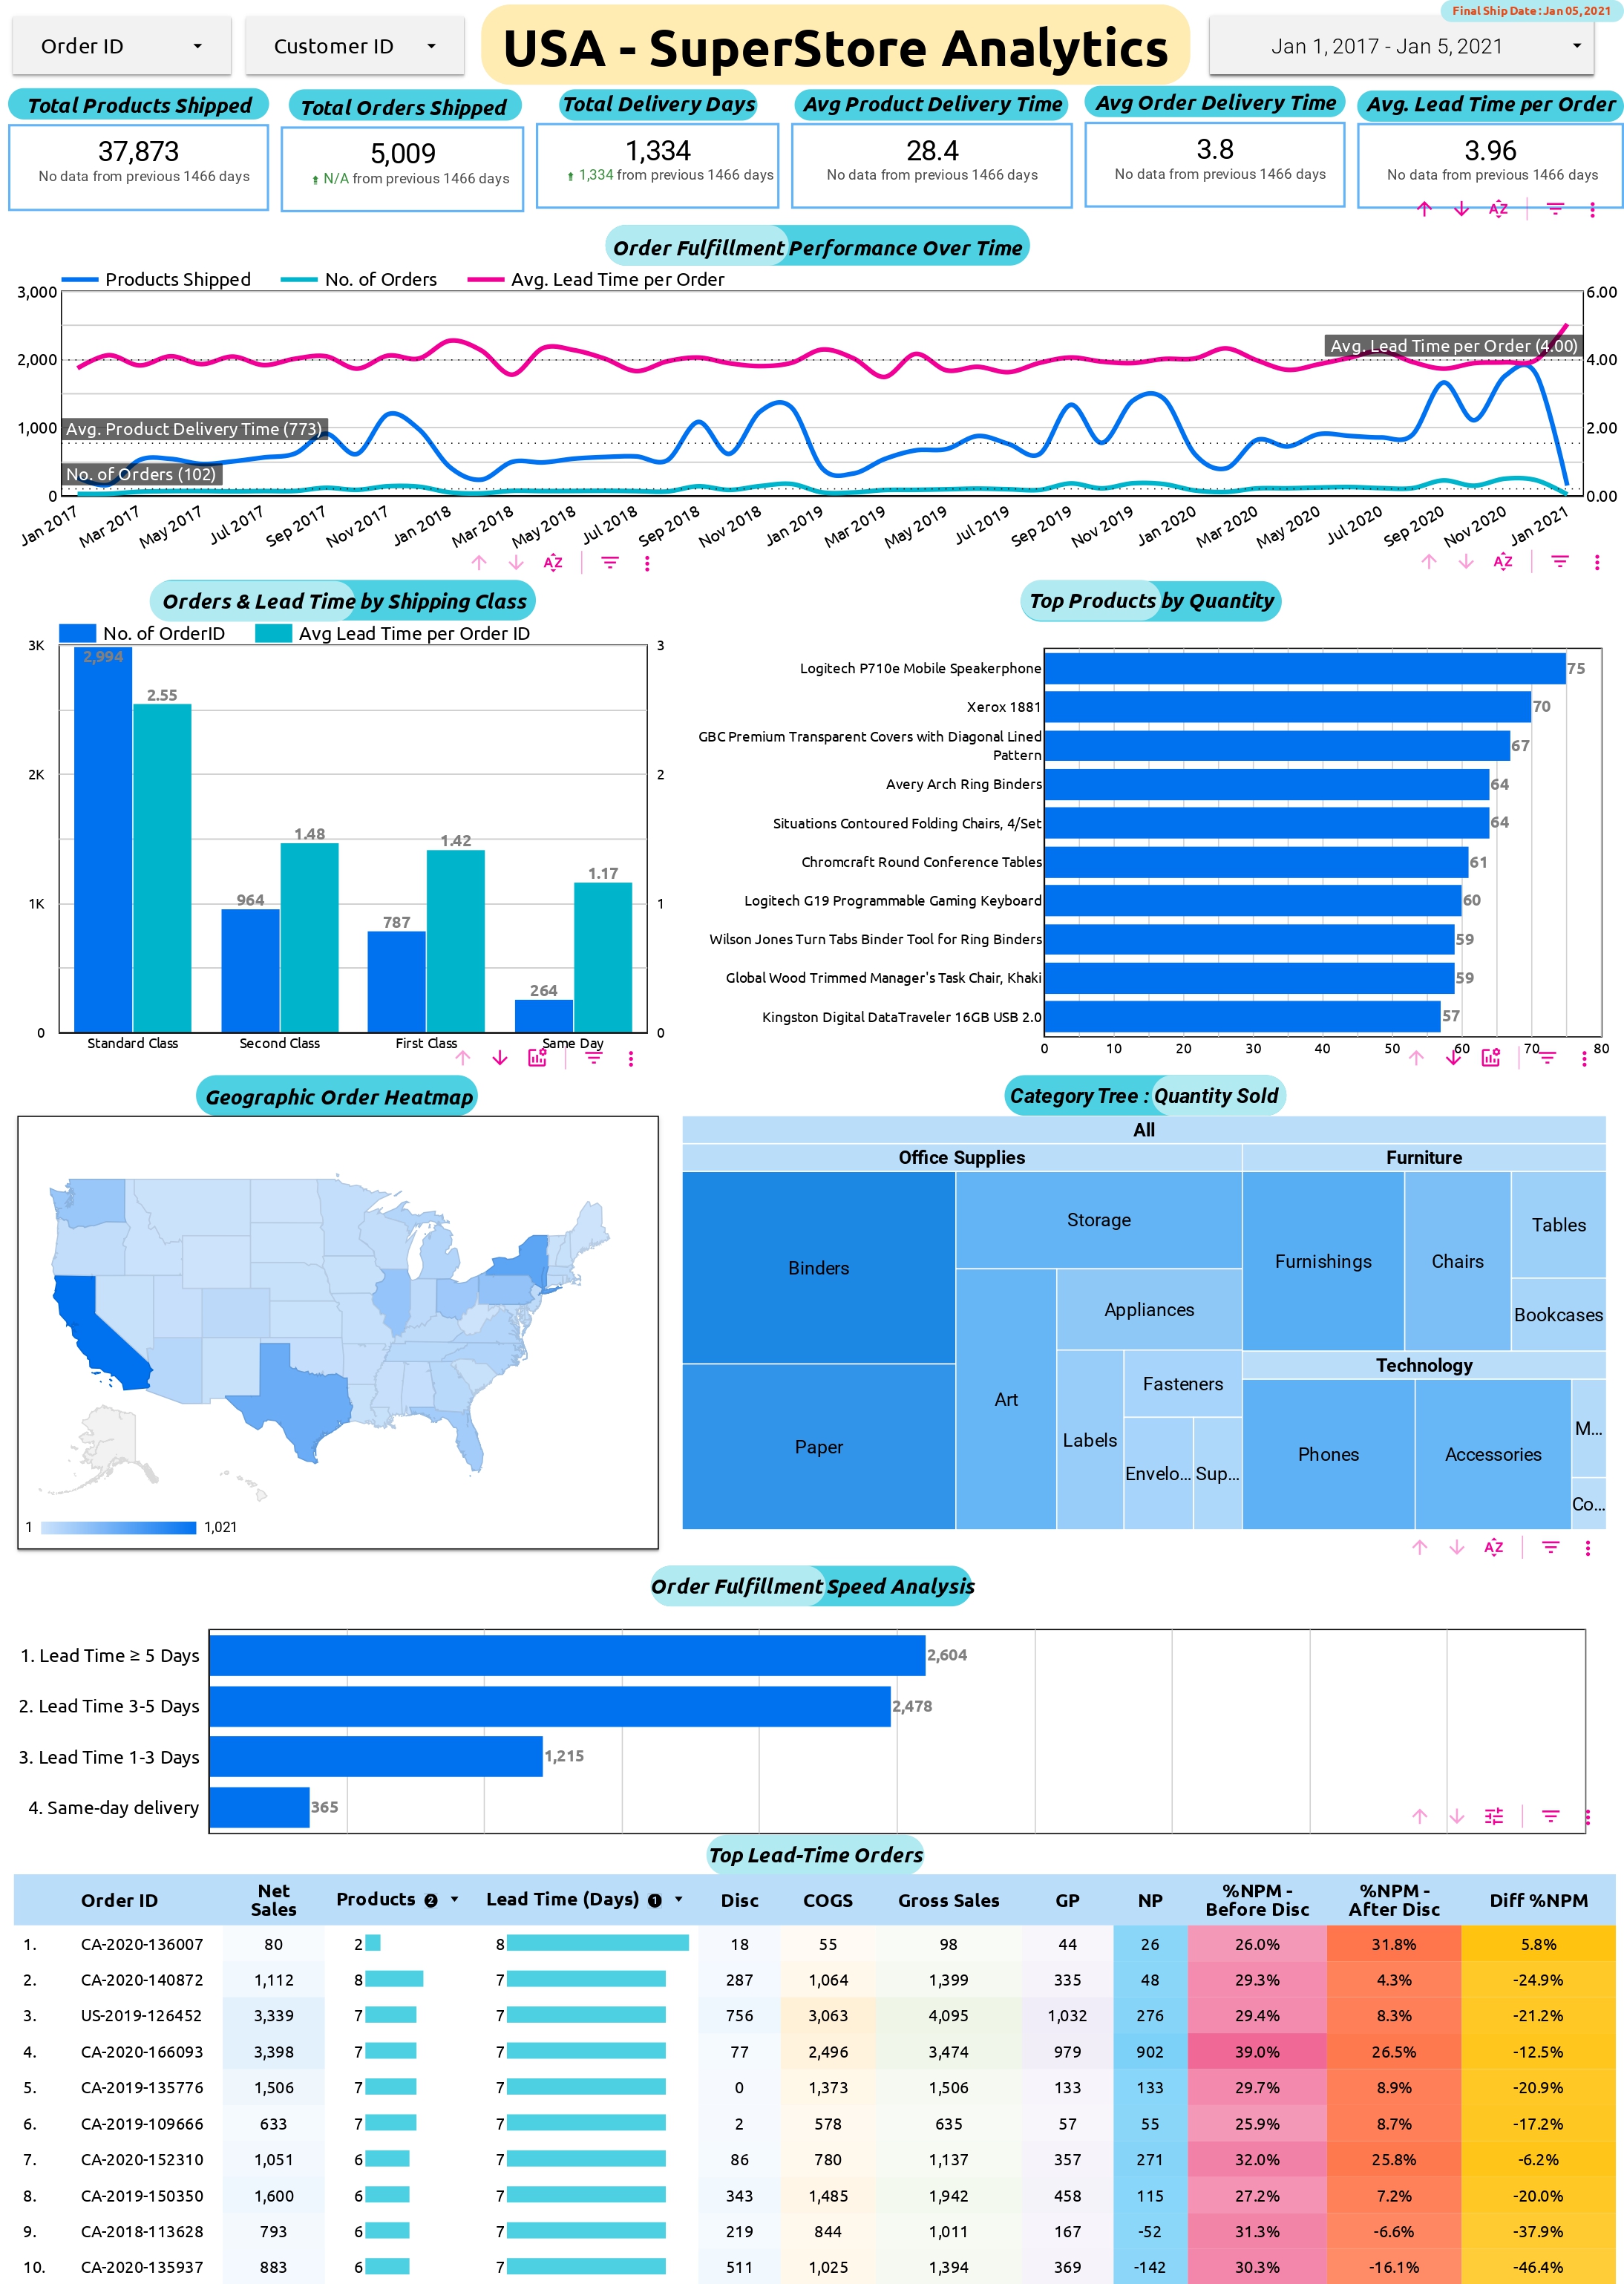 Final Ship Date : Jan 05, 2021
Order ID
Customer ID
USA - SuperStore Analytics
Jan 1, 2017 - Jan 5, 2021
Total Products Shipped
37,873
No data from previous 1466 days
Total Orders Shipped
5,009
N/A from previous 1466 days
Total Delivery Days
1,334
1,334 from previous 1466 days
Avg Product Delivery Time
28.4
No data from previous 1466 days
Avg Order Delivery Time
3.8
No data from previous 1466 days
Avg. Lead Time per Order
3.96
No data from previous 1466 days
AZ
Order Fulfillment Performance Over Time
Products Shipped
No. of Orders
Avg. Lead Time per Order
3,000
2,000
1,000
0
6.00
4.00
2.00
0.00
Avg. Lead Time per Order (4.00)
Avg. Product Delivery Time (773)
No. of Orders (102)
Jan 2017
Mar 2017
May 2017
Jul 2017
Sep 2017
Nov 2017
Jan 2018
Mar 2018
May 2018
Jul 2018
Sep 2018
Nov 2018
Jan 2019
Mar 2019
May 2019
Jul 2019
Sep 2019
Nov 2019
Jan 2020
Mar 2020
May 2020
Jul 2020
Sep 2020
Nov 2020
Jan 2021
AZ
AZ
Orders & Lead Time by Shipping Class
No. of OrderID
Avg Lead Time per Order ID
3K
2K
1K
0
3
2
1
0
2,994
2.55
964
1.48
787
1.42
264
1.17
Standard Class
Second Class
First Class
Same Day
Top Products by Quantity
Logitech P710e Mobile Speakerphone
75
Xerox 1881
70
GBC Premium Transparent Covers with Diagonal Lined
Pattern
67
Avery Arch Ring Binders
64
Situations Contoured Folding Chairs, 4/Set
64
Chromcraft Round Conference Tables
61
Logitech G19 Programmable Gaming Keyboard
60
Wilson Jones Turn Tabs Binder Tool for Ring Binders
59
Global Wood Trimmed Manager's Task Chair, Khaki
59
Kingston Digital DataTraveler 16GB USB 2.0
57
0
10
20
30
40
50
60
70
80
Geographic Order Heatmap
1
1,021
Category Tree : Quantity Sold
All
Office Supplies
Furniture
Binders
Storage
Furnishings
Chairs
Tables
Bookcases
Appliances
Paper
Art
Labels
Fasteners
Envelo...
Sup...
Technology
Phones
Accessories
M...
Co...
AZ
Order Fulfillment Speed Analysis
1. Lead Time ≥ 5 Days
2,604
2. Lead Time 3-5 Days
2,478
3. Lead Time 1-3 Days
1,215
4. Same-day delivery
365
Top Lead-Time Orders
Order ID Net Sales Products 2 Lead Time (Days) 1 Disc COGS Gross Sales GP NP %NPM - Before Disc %NPM - After Disc Diff %NPM
1. CA-2020-136007 80 2 8 18 55 98 44 26 26.0% 31.8% 5.8%
2. CA-2020-140872 1,112 8 7 287 1,064 1,399 335 48 29.3% 4.3% -24.9%
3. US-2019-126452 3,339 7 7 756 3,063 4,095 1,032 276 29.4% 8.3% -21.2%
4. CA-2020-166093 3,398 7 7 77 2,496 3,474 979 902 39.0% 26.5% -12.5%
5. CA-2019-135776 1,506 7 7 0 1,373 1,506 133 133 29.7% 8.9% -20.9%
6. CA-2019-109666 633 7 7 2 578 635 57 55 25.9% 8.7% -17.2%
7. CA-2020-152310 1,051 6 7 86 780 1,137 357 271 32.0% 25.8% -6.2%
8. CA-2019-150350 1,600 6 7 343 1,485 1,942 458 115 27.2% 7.2% -20.0%
9. CA-2018-113628 793 6 7 219 844 1,011 167 -52 31.3% -6.6% -37.9%
10. CA-2020-135937 883 6 7 511 1,025 1,394 369 -142 30.3% -16.1% -46.4%